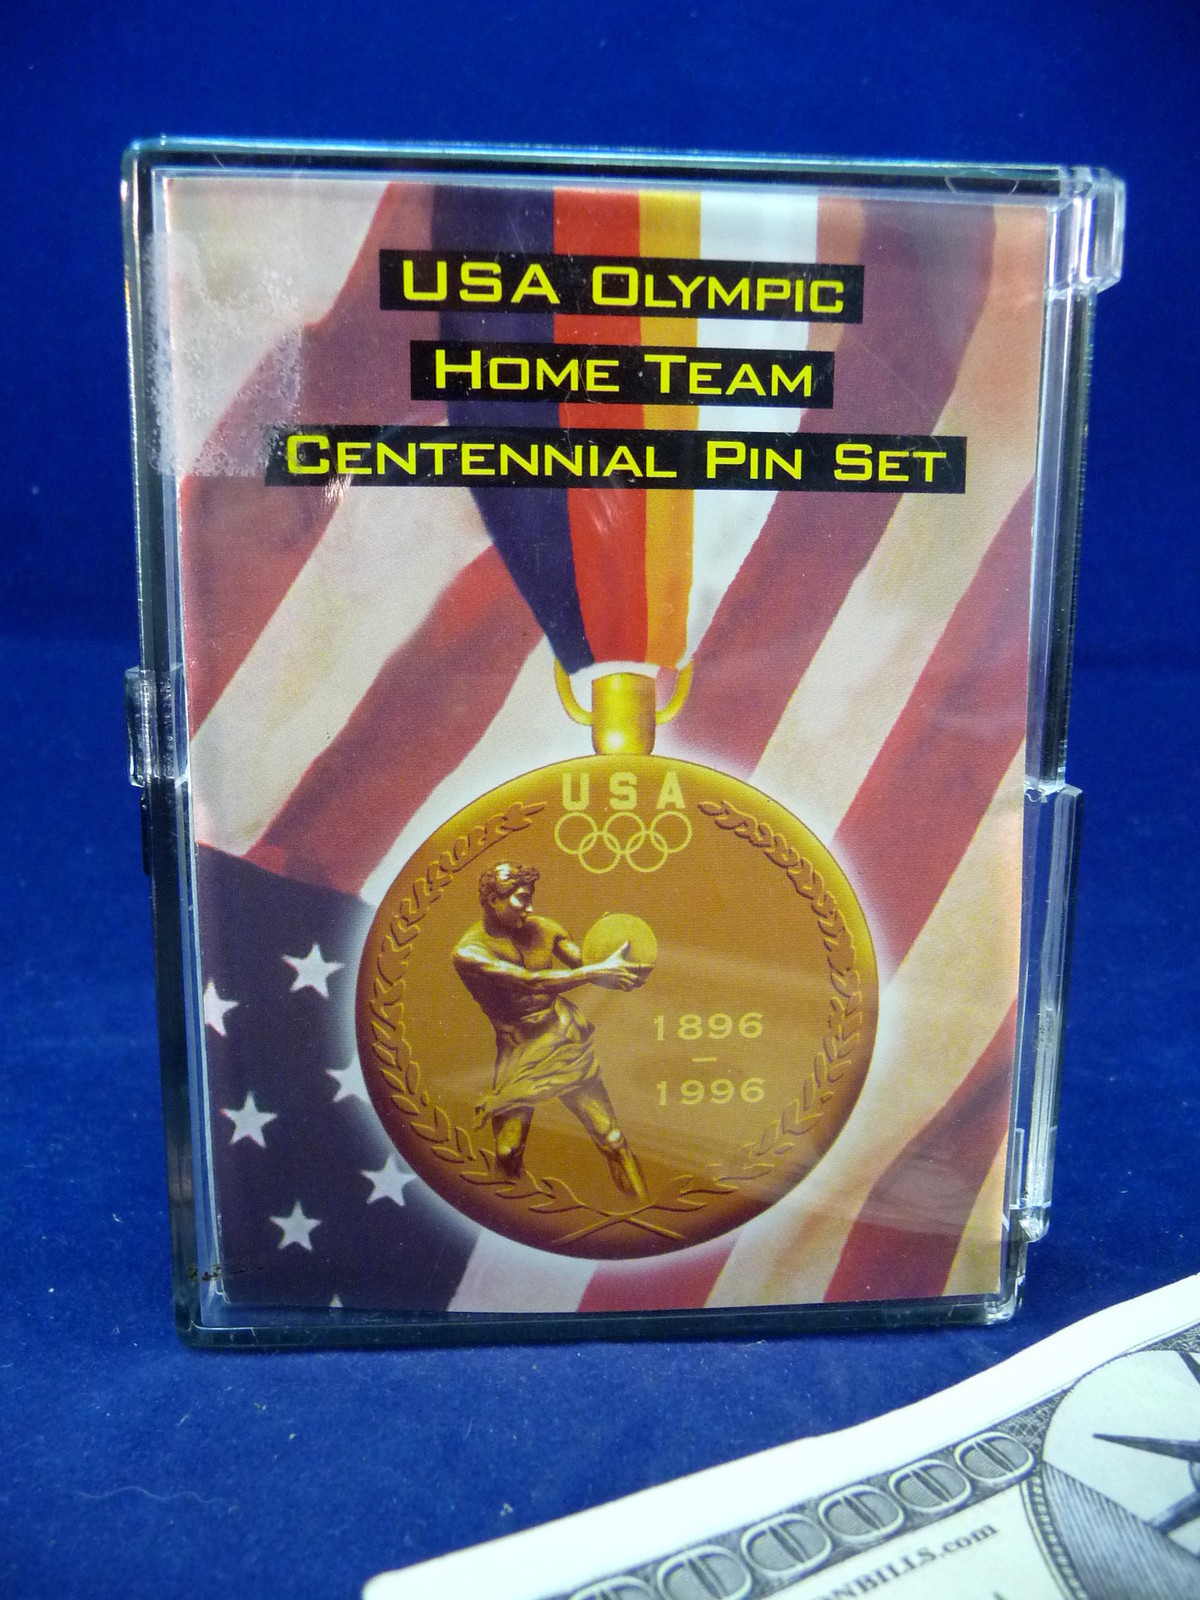 USA OLYMPIC
HOME TEAM
CENTENNIAL PIN SET
USA
1896
–
1996